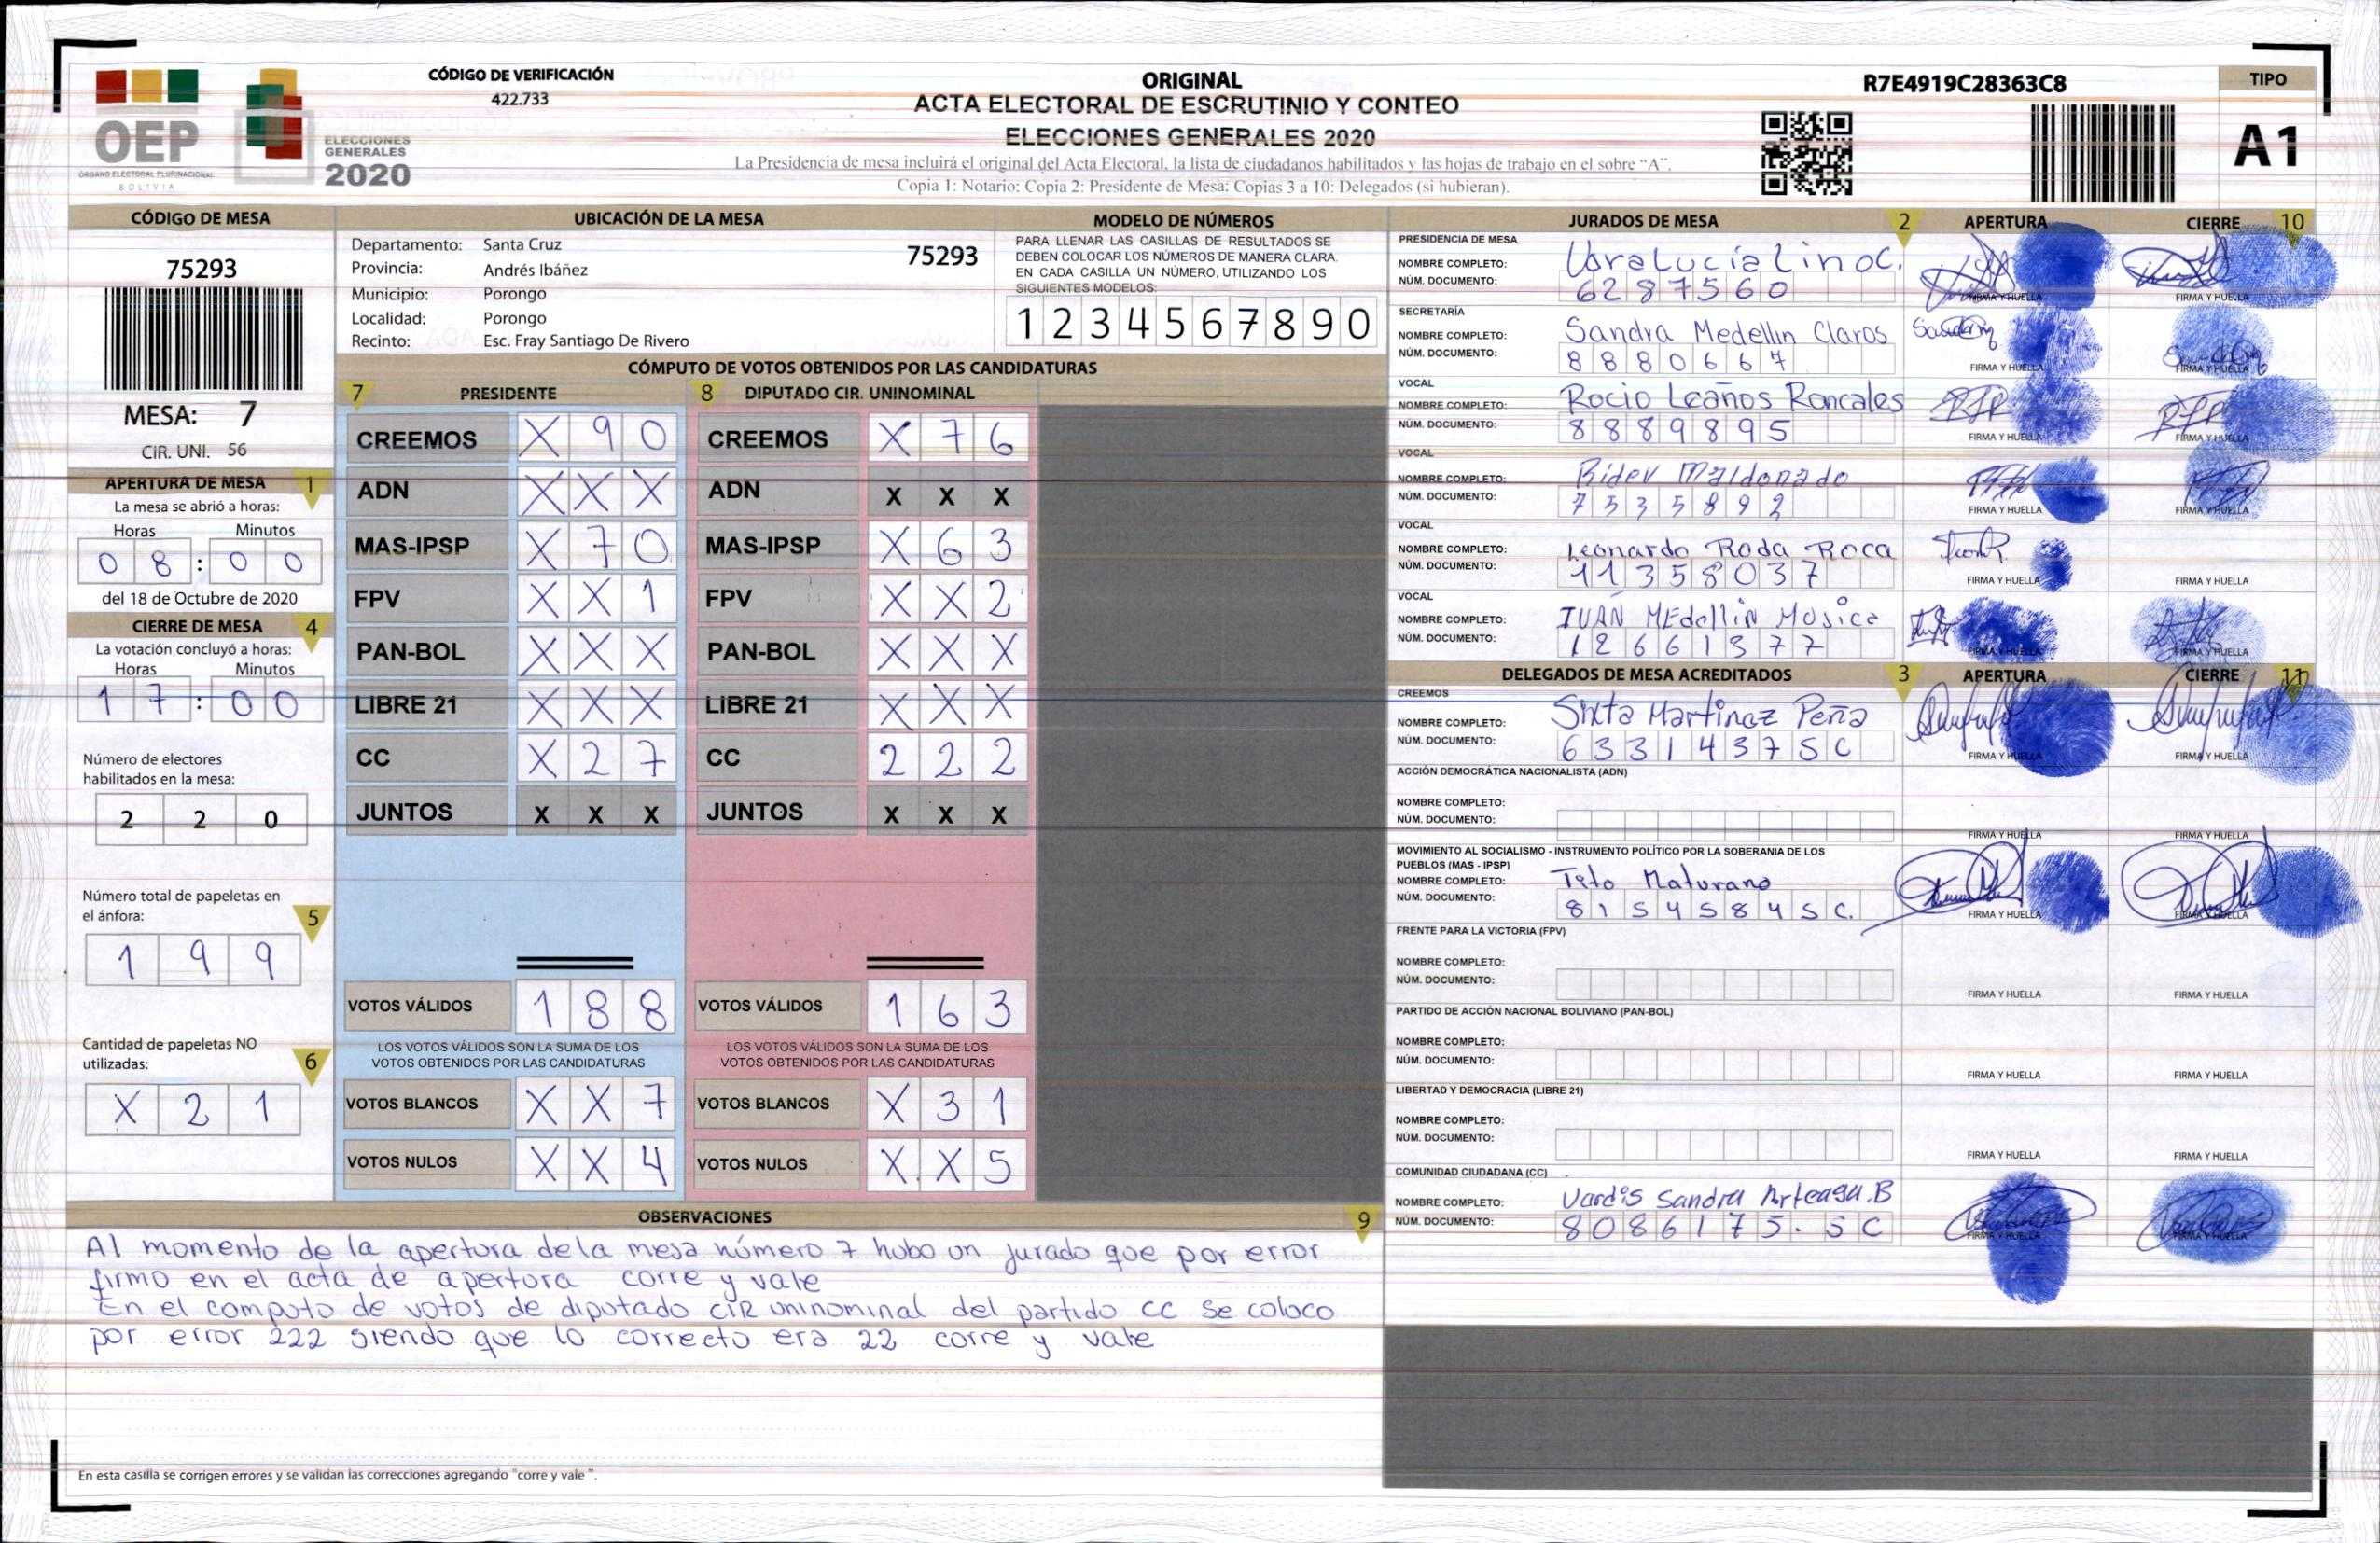 CÓDIGO DE VERIFICACIÓN
422.733
OEP
ÓRGANO ELECTORAL PLURINACIONAL
BOLIVIA
ELECCIONES
GENERALES
2020
ORIGINAL
ACTA ELECTORAL DE ESCRUTINIO Y CONTEO
ELECCIONES GENERALES 2020
La Presidencia de mesa incluirá el original del Acta Electoral, la lista de ciudadanos habilitados y las hojas de trabajo en el sobre "A".
Copia 1: Notario; Copia 2: Presidente de Mesa; Copias 3 a 10: Delegados (si hubieran).
R7E4919C28363C8
TIPO
A1
CÓDIGO DE MESA
75293
MESA: 7
CIR. UNI. 56
APERTURA DE MESA 1
La mesa se abrió a horas:
Horas Minutos
0 8 : 0 0
del 18 de Octubre de 2020
CIERRE DE MESA 4
La votación concluyó a horas:
Horas Minutos
1 7 : 0 0
Número de electores
habilitados en la mesa:
2 2 0
Número total de papeletas en
el ánfora: 5
1 9 9
Cantidad de papeletas NO
utilizadas: 6
X 2 1
UBICACIÓN DE LA MESA
Departamento: Santa Cruz 75293
Provincia: Andrés Ibáñez
Municipio: Porongo
Localidad: Porongo
Recinto: Esc. Fray Santiago De Rivero
MODELO DE NÚMEROS
PARA LLENAR LAS CASILLAS DE RESULTADOS SE
DEBEN COLOCAR LOS NÚMEROS DE MANERA CLARA.
EN CADA CASILLA UN NÚMERO, UTILIZANDO LOS
SIGUIENTES MODELOS:
1 2 3 4 5 6 7 8 9 0
CÓMPUTO DE VOTOS OBTENIDOS POR LAS CANDIDATURAS
7 PRESIDENTE 8 DIPUTADO CIR. UNINOMINAL
CREEMOS X 9 0 CREEMOS X 7 6
ADN X X X ADN X X X
MAS-IPSP X 7 0 MAS-IPSP X 6 3
FPV X X 1 FPV X X 2
PAN-BOL X X X PAN-BOL X X X
LIBRE 21 X X X LIBRE 21 X X X
CC X 2 7 CC 2 2 2
JUNTOS X X X JUNTOS X X X
VOTOS VÁLIDOS 1 8 8 VOTOS VÁLIDOS 1 6 3
LOS VOTOS VÁLIDOS SON LA SUMA DE LOS LOS VOTOS VÁLIDOS SON LA SUMA DE LOS
VOTOS OBTENIDOS POR LAS CANDIDATURAS VOTOS OBTENIDOS POR LAS CANDIDATURAS
VOTOS BLANCOS X X 7 VOTOS BLANCOS X 3 1
VOTOS NULOS X X 4 VOTOS NULOS X X 5
OBSERVACIONES 9
Al momento de la apertura dela mesa número 7 hubo un jurado que por error
firmo en el acta de apertura corre y vale
En el computo de votos de diputado CIR uninominal del partido CC se coloco
por error 222 siendo que lo correcto era 22 corre y vale
En esta casilla se corrigen errores y se validan las correcciones agregando "corre y vale ".
JURADOS DE MESA 2 APERTURA CIERRE 10
PRESIDENCIA DE MESA
NOMBRE COMPLETO: Lino C.
NÚM. DOCUMENTO: 6287560
FIRMA Y HUELLA FIRMA Y HUELLA
SECRETARÍA
NOMBRE COMPLETO: Sandra Medellin Claros
NÚM. DOCUMENTO: 8880667
FIRMA Y HUELLA FIRMA Y HUELLA
VOCAL
NOMBRE COMPLETO: Rocio Leaños Roncales
NÚM. DOCUMENTO: 8889895
FIRMA Y HUELLA FIRMA Y HUELLA
VOCAL
NOMBRE COMPLETO: Rider Maldonado
NÚM. DOCUMENTO: 7535892
FIRMA Y HUELLA FIRMA Y HUELLA
VOCAL
NOMBRE COMPLETO: Leonardo Roda Roca
NÚM. DOCUMENTO: 11358037
FIRMA Y HUELLA FIRMA Y HUELLA
VOCAL
NOMBRE COMPLETO: IVÁN MEdellin Mojica
NÚM. DOCUMENTO: 12661377
FIRMA Y HUELLA FIRMA Y HUELLA
DELEGADOS DE MESA ACREDITADOS 3 APERTURA CIERRE 11
CREEMOS
NOMBRE COMPLETO: Sixta Martinez Peña
NÚM. DOCUMENTO: 6331437SC
FIRMA Y HUELLA FIRMA Y HUELLA
ACCIÓN DEMOCRÁTICA NACIONALISTA (ADN)
NOMBRE COMPLETO:
NÚM. DOCUMENTO:
FIRMA Y HUELLA FIRMA Y HUELLA
MOVIMIENTO AL SOCIALISMO - INSTRUMENTO POLÍTICO POR LA SOBERANIA DE LOS
PUEBLOS (MAS - IPSP)
NOMBRE COMPLETO: Tito Maturano
NÚM. DOCUMENTO: 8154584SC.
FIRMA Y HUELLA FIRMA Y HUELLA
FRENTE PARA LA VICTORIA (FPV)
NOMBRE COMPLETO:
NÚM. DOCUMENTO:
FIRMA Y HUELLA FIRMA Y HUELLA
PARTIDO DE ACCIÓN NACIONAL BOLIVIANO (PAN-BOL)
NOMBRE COMPLETO:
NÚM. DOCUMENTO:
FIRMA Y HUELLA FIRMA Y HUELLA
LIBERTAD Y DEMOCRACIA (LIBRE 21)
NOMBRE COMPLETO:
NÚM. DOCUMENTO:
FIRMA Y HUELLA FIRMA Y HUELLA
COMUNIDAD CIUDADANA (CC)
NOMBRE COMPLETO: Sandra Arteaga.B
NÚM. DOCUMENTO: 8086175. SC
FIRMA Y HUELLA FIRMA Y HUELLA